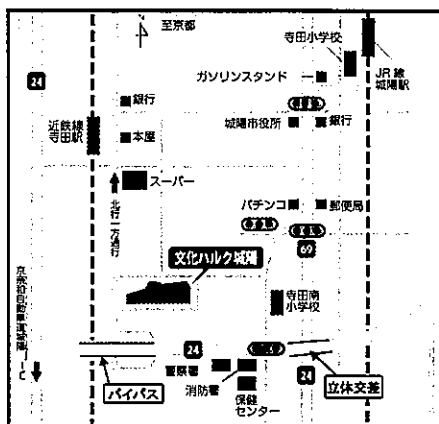 至京都
寺田小学校
JR線
城陽駅
ガソリンスタンド
24
銀行
近鉄線
寺田駅
本屋
城陽市役所
銀行
スーパー
北行一方通行
パチンコ
郵便局
69
文化パルク城陽
寺田南
小学校
京奈和自動車道城陽
24
バイパス
警察署
消防署
保健
センター
24
立体交差